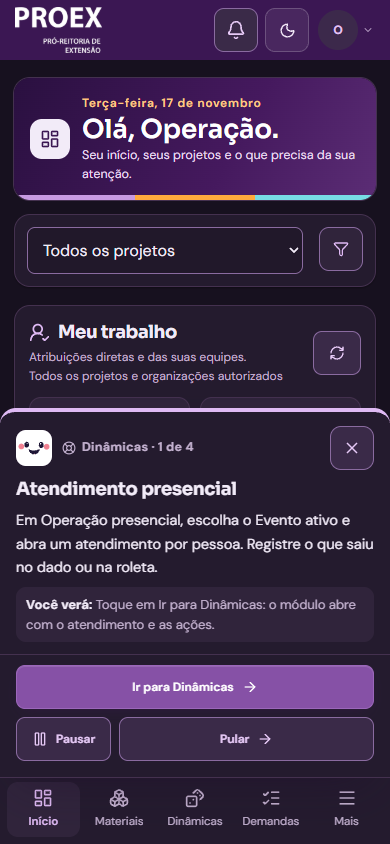 PROEX
PRÓ-REITORIA DE
EXTENSÃO
O
Terça-feira, 17 de novembro
Olá, Operação.
Seu início, seus projetos e o que precisa da sua
atenção.
Todos os projetos
Meu trabalho
Atribuições diretas e das suas equipes.
Todos os projetos e organizações autorizados
Dinâmicas · 1 de 4
Atendimento presencial
Em Operação presencial, escolha o Evento ativo e
abra um atendimento por pessoa. Registre o que saiu
no dado ou na roleta.
Você verá: Toque em Ir para Dinâmicas: o módulo abre
com o atendimento e as ações.
Ir para Dinâmicas
Pausar
Pular
Início
Materiais
Dinâmicas
Demandas
Mais